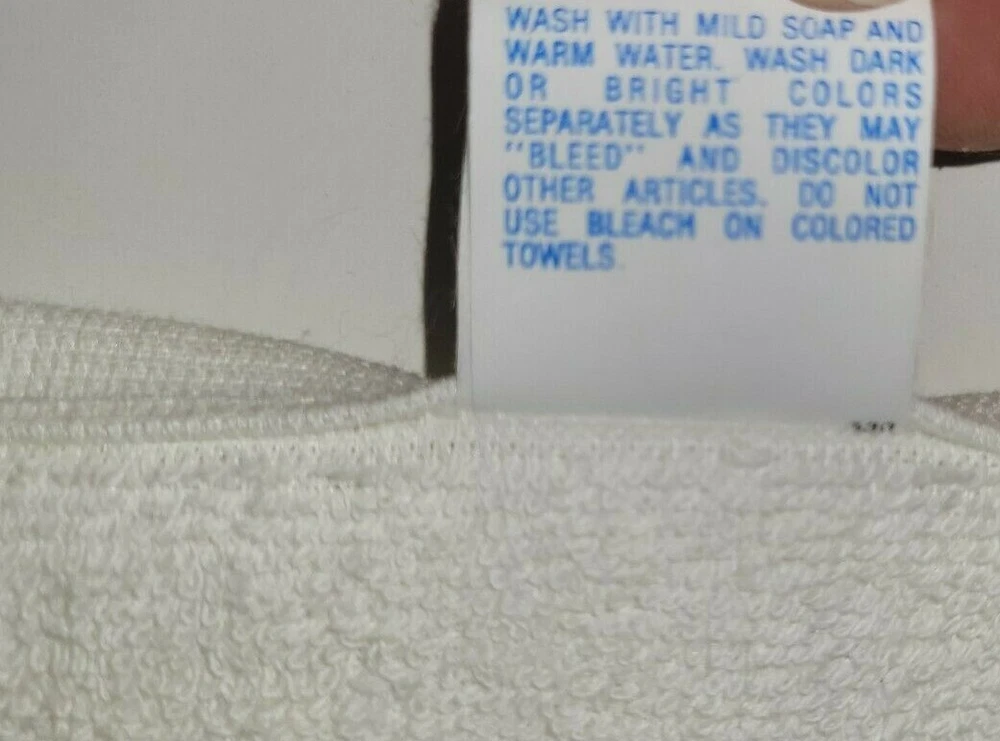 WASH WITH MILD SOAP AND
WARM WATER. WASH DARK
OR BRIGHT COLORS
SEPARATELY AS THEY MAY
"BLEED" AND DISCOLOR
OTHER ARTICLES. DO NOT
USE BLEACH ON COLORED
TOWELS.